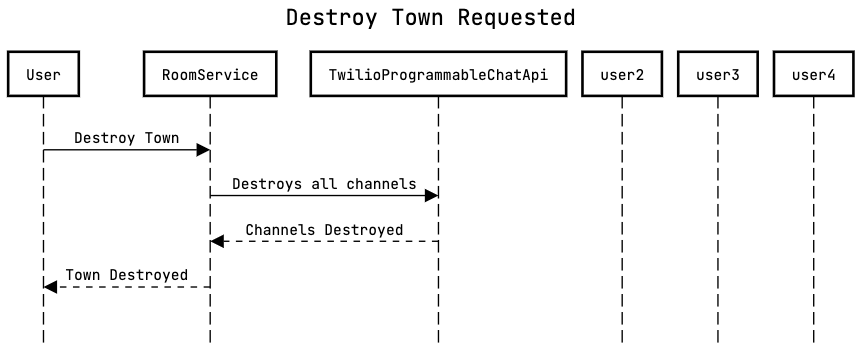 Destroy Town Requested
User
RoomService
TwilioProgrammableChatApi
user2
user3
user4
Destroy Town
Destroys all channels
Channels Destroyed
Town Destroyed